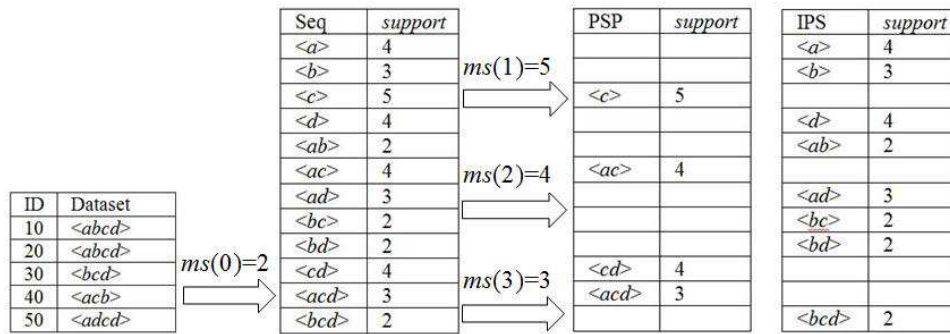 Seq support
<a> 4
<b> 3
<c> 5
<d> 4
<ab> 2
<ac> 4
<ad> 3
<bc> 2
<bd> 2
<cd> 4
<acd> 3
<bcd> 2
ID Dataset
10 <abcd>
20 <abcd>
30 <bcd>
40 <acb>
50 <adcd>
ms(0)=2
ms(1)=5
ms(2)=4
ms(3)=3
PSP support
<c> 5
<ac> 4
<cd> 4
<acd> 3
IPS support
<a> 4
<b> 3
<d> 4
<ab> 2
<ad> 3
<bc> 2
<bd> 2
<bcd> 2